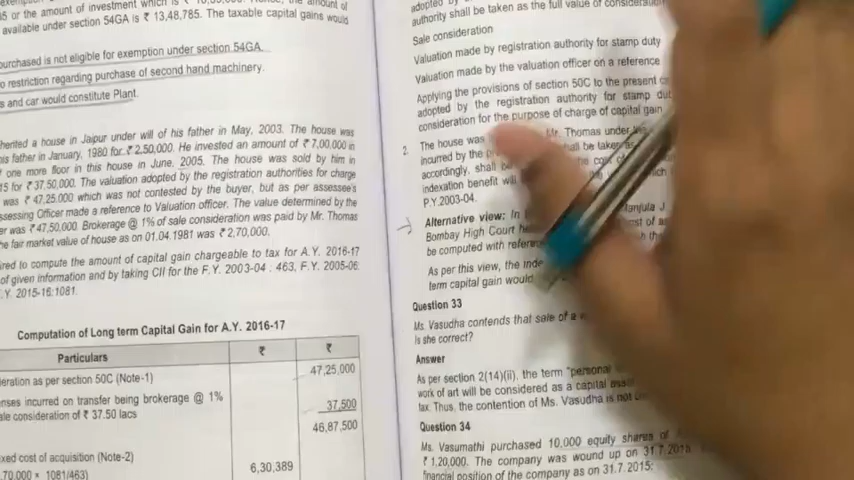 available under section 54GA is ₹ 13,48,785. The taxable capital gains would
purchased is not eligible for exemption under section 54GA.
o restriction regarding purchase of second hand machinery.
s and car would constitute Plant.
herited a house in Jaipur under will of his father in May, 2003. The house was
his father in January, 1980 for ₹ 2,50,000. He invested an amount of ₹ 7,00,000 in
one more floor in this house in June, 2005. The house was sold by him in
15 for ₹ 37,50,000. The valuation adopted by the registration authorities for charge
was ₹ 47,25,000 which was not contested by the buyer, but as per assessee's
sessing Officer made a reference to Valuation officer. The value determined by the
er was ₹ 47,50,000. Brokerage @ 1% of sale consideration was paid by Mr. Thomas
he fair market value of house as on 01.04.1981 was ₹ 2,70,000.
ired to compute the amount of capital gain chargeable to tax for A.Y. 2016-17
of given information and by taking CII for the F.Y. 2003-04 : 463, F.Y. 2005-06:
.Y. 2015-16:1081.
Computation of Long term Capital Gain for A.Y. 2016-17
Particulars ₹ ₹
eration as per section 50C (Note-1) 47,25,000
nses incurred on transfer being brokerage @ 1%
ale consideration of ₹ 37.50 lacs 37,500
46,87,500
xed cost of acquisition (Note-2)
70,000 × 1081/463) 6,30,389
authority shall be taken as the full value of consideration
Sale consideration
Valuation made by registration authority for stamp duty
Valuation made by the valuation officer on a reference
Applying the provisions of section 50C to the present
adopted by the registration authority for stamp
consideration for the purpose of charge of capital gain
2. The house was Mr. Thomas under
incurred by the shall be taken as
accordingly, shall the cost of
indexation benefit will which
P.Y.2003-04.
Alternative view: In Manjula J
Bombay High Court
be computed with
As per this view, the
term capital gain would
Question 33
Ms. Vasudha contends that sale of a
is she correct?
Answer
As per section 2(14)(ii), the term "personal
work of art will be considered as a capital
tax. Thus, the contention of Ms. Vasudha is not
Question 34
Ms. Vasumathi purchased 10,000 equity shares of
₹ 1,20,000. The company was wound up on 31.7.2015.
financial position of the company as on 31.7.2015: